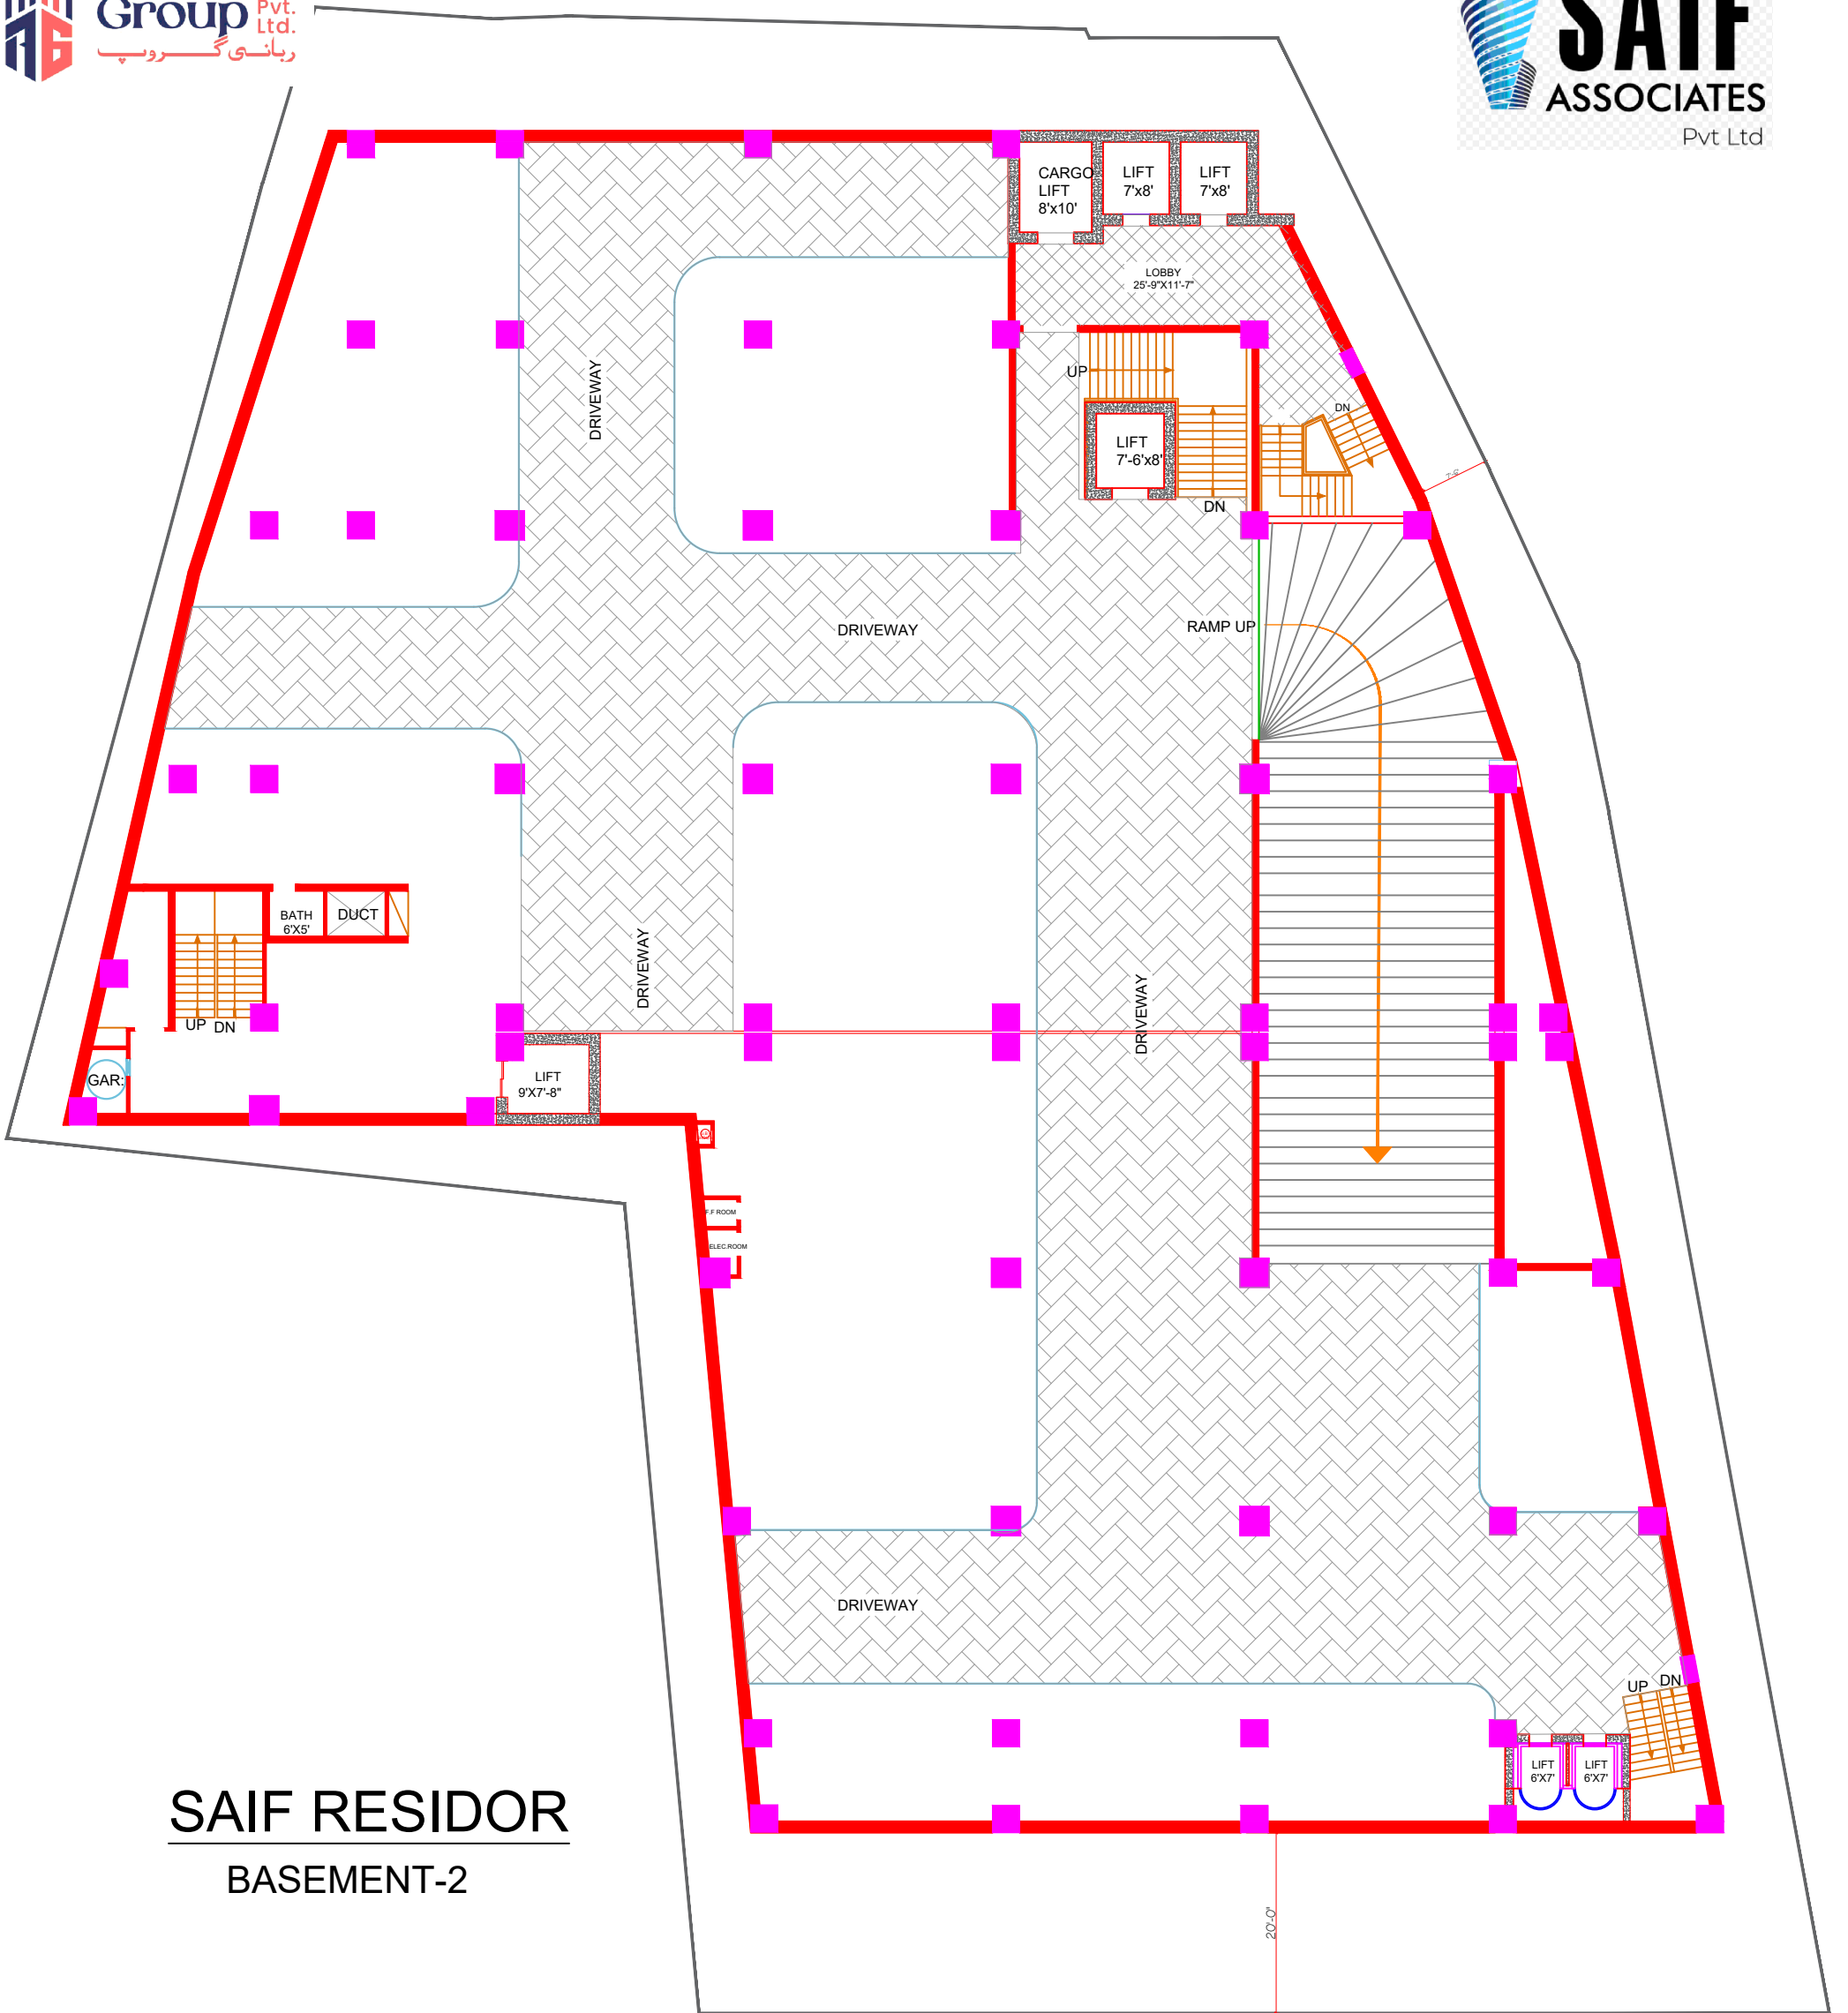 Group Pvt. Ltd.
ربانی گروپ
SAIF
ASSOCIATES
Pvt Ltd
CARGO
LIFT
8'x10'
LIFT
7'x8'
LIFT
7'x8'
LOBBY
25'-9"X11'-7"
DRIVEWAY
UP
LIFT
7'-6'x8'
DN
DN
DRIVEWAY
RAMP UP
BATH
6'X5'
DUCT
DRIVEWAY
DRIVEWAY
UP DN
GAR:
LIFT
9'X7'-8"
F.F ROOM
ELEC.ROOM
DRIVEWAY
UP DN
LIFT
6'X7'
LIFT
6'X7'
20'-0"
SAIF RESIDOR
BASEMENT-2